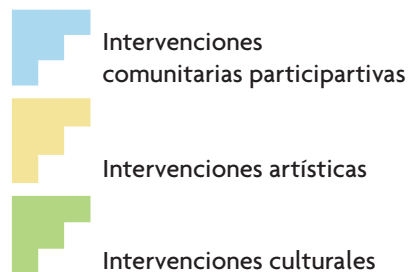 Intervenciones
comunitarias participartivas
Intervenciones artísticas
Intervenciones culturales